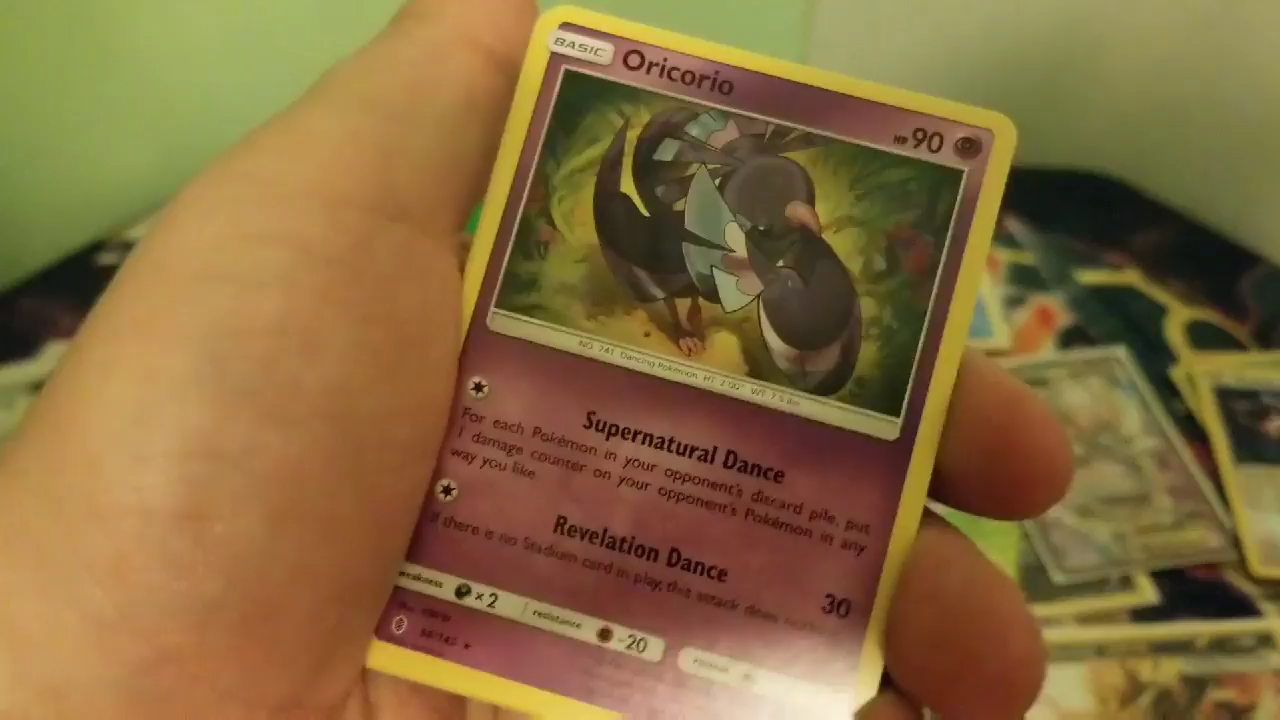 BASIC
Oricorio
HP 90
NO. 741 Dancing Pokémon HT: 2'00" WT: 7.5 lbs.
Supernatural Dance
For each Pokémon in your opponent's discard pile, put
1 damage counter on your opponent's Pokémon in any
way you like.
Revelation Dance
30
If there is no Stadium card in play, this attack does
weakness
×2
resistance
-20
/145